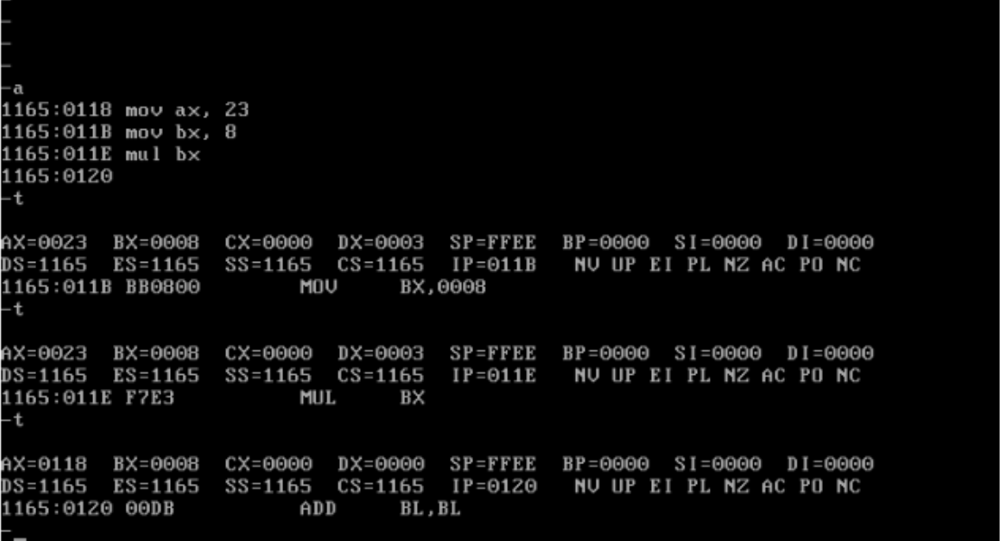 -
-
-
-
-a
1165:0118 mov ax, 23
1165:011B mov bx, 8
1165:011E mul bx
1165:0120
-t
AX=0023  BX=0008  CX=0000  DX=0003  SP=FFEE  BP=0000  SI=0000  DI=0000
DS=1165  ES=1165  SS=1165  CS=1165  IP=011B   NV UP EI PL NZ AC PO NC
1165:011B BB0800        MOV     BX,0008
-t
AX=0023  BX=0008  CX=0000  DX=0003  SP=FFEE  BP=0000  SI=0000  DI=0000
DS=1165  ES=1165  SS=1165  CS=1165  IP=011E   NV UP EI PL NZ AC PO NC
1165:011E F7E3          MUL     BX
-t
AX=0118  BX=0008  CX=0000  DX=0000  SP=FFEE  BP=0000  SI=0000  DI=0000
DS=1165  ES=1165  SS=1165  CS=1165  IP=0120   NV UP EI PL NZ AC PO NC
1165:0120 00DB          ADD     BL,BL
-_